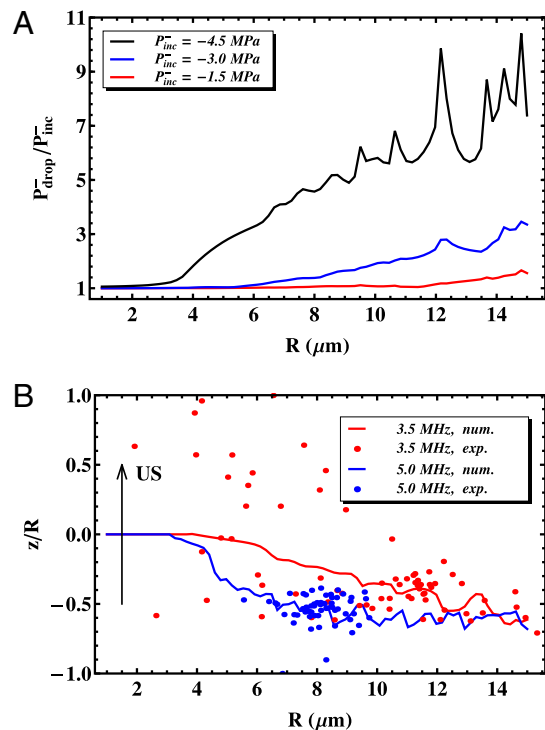 A
11
9
7
5
3
1
P⁻inc = −4.5 MPa
P⁻inc = −3.0 MPa
P⁻inc = −1.5 MPa
P⁻drop/P⁻inc
2 4 6 8 10 12 14
R (μm)
B
1.0
0.5
0.0
−0.5
−1.0
US
3.5 MHz, num.
3.5 MHz, exp.
5.0 MHz, num.
5.0 MHz, exp.
z/R
2 4 6 8 10 12 14
R (μm)